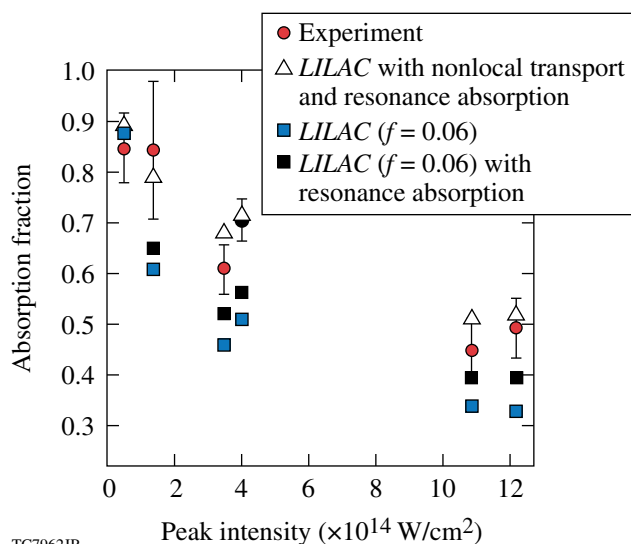 Experiment
LILAC with nonlocal transport
and resonance absorption
LILAC (f = 0.06)
LILAC (f = 0.06) with
resonance absorption
1.0
0.9
0.8
0.7
0.6
0.5
0.4
0.3
Absorption fraction
0 2 4 6 8 10 12
Peak intensity (×10¹⁴ W/cm²)